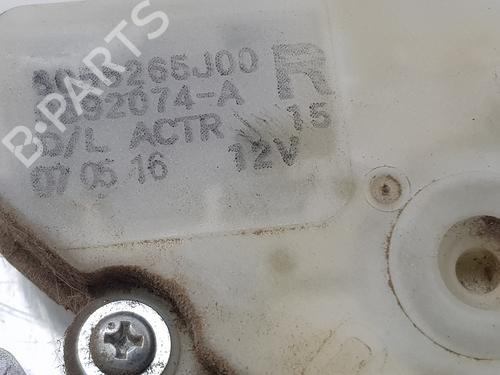 265J00 R
92074-A 15
D/L ACTR 12V
07 05 16
B-PARTS